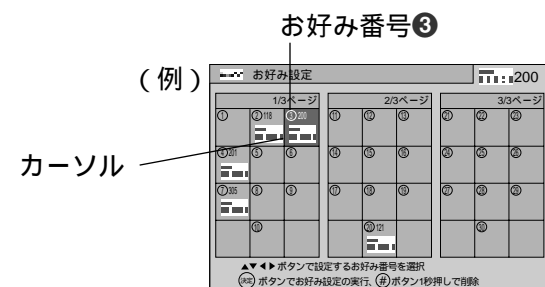 お好み番号❸
(例)
お好み設定
200
1/3ページ
2/3ページ
3/3ページ
① ②118 ③200 ⑪ ⑫ ⑬ ㉑ ㉒ ㉓
カーソル
④201 ⑤ ⑥ ⑭ ⑮ ⑯ ㉔ ㉕ ㉖
⑦305 ⑧ ⑨ ⑰ ⑱ ⑲ ㉗ ㉘ ㉙
⑩ ⑳121 ㉚
▲▼◀▶ボタンで設定するお好み番号を選択
(決定)ボタンでお好み設定の実行、(#)ボタン1秒押しで削除